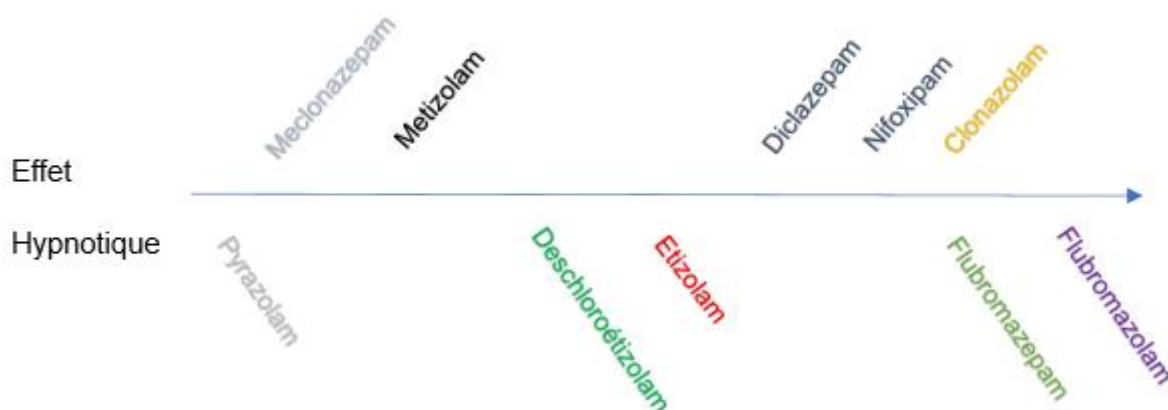 Meclonazepam
Metizolam
Diclazepam
Nifoxipam
Clonazolam
Effet
Hypnotique
Pyrazolam
Deschloroétizolam
Etizolam
Flubromazepam
Flubromazolam